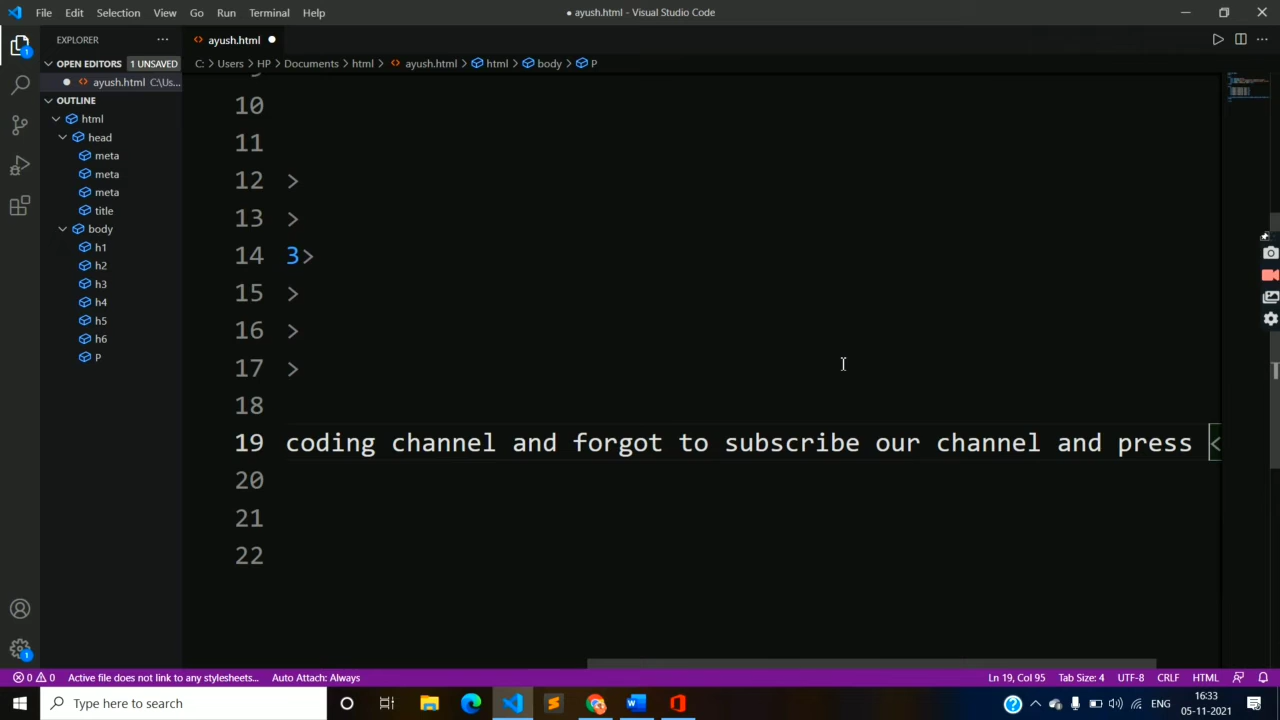 File Edit Selection View Go Run Terminal Help
● ayush.html - Visual Studio Code
EXPLORER ···
ayush.html
OPEN EDITORS 1 UNSAVED
C: > Users > HP > Documents > html > ayush.html > html > body > P
ayush.html C:\Us...
OUTLINE
html
head
meta
meta
meta
title
body
h1
h2
h3
h4
h5
h6
P
10
11
12 >
13 >
14 3>
15 >
16 >
17 >
18
19 coding channel and forgot to subscribe our channel and press <
20
21
22
0 0 Active file does not link to any stylesheets... Auto Attach: Always
Ln 19, Col 95 Tab Size: 4 UTF-8 CRLF HTML
Type here to search
ENG
16:33
05-11-2021